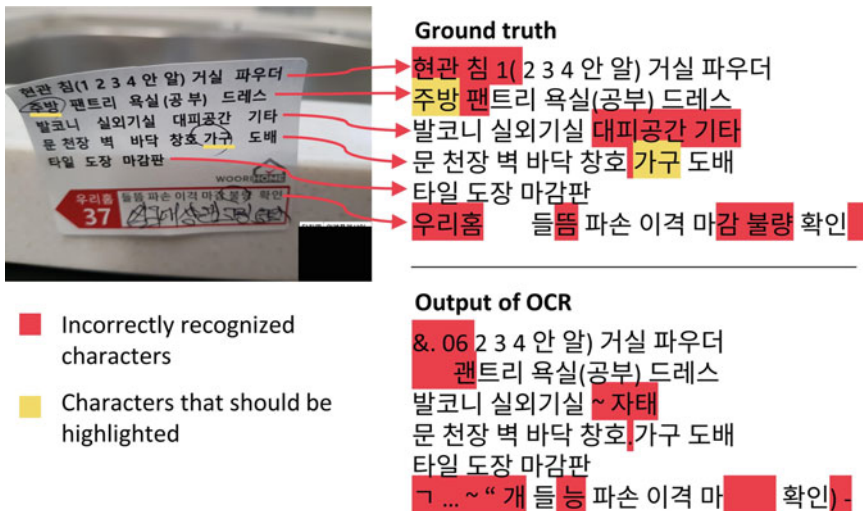 현관 침(1 2 3 4 안 알) 거실 파우더
주방 팬트리 욕실(공부) 드레스
발코니 실외기실 대피공간 기타
문 천장 벽 바닥 창호 가구 도배
타일 도장 마감판
WOORIHOME
우리홈 37
들뜸 파손 이격 마감 불량 확인
Ground truth
현관 침 1( 2 3 4 안 알) 거실 파우더
주방 팬트리 욕실(공부) 드레스
발코니 실외기실 대피공간 기타
문 천장 벽 바닥 창호 가구 도배
타일 도장 마감판
우리홈 들뜸 파손 이격 마감 불량 확인
Output of OCR
&. 06 2 3 4 안 알) 거실 파우더
괜트리 욕실(공부) 드레스
발코니 실외기실 ~ 자태
문 천장 벽 바닥 창호.가구 도배
타일 도장 마감판
ㄱ ... ~ “ 개 들 능 파손 이격 마 확인) -
Incorrectly recognized
characters
Characters that should be
highlighted